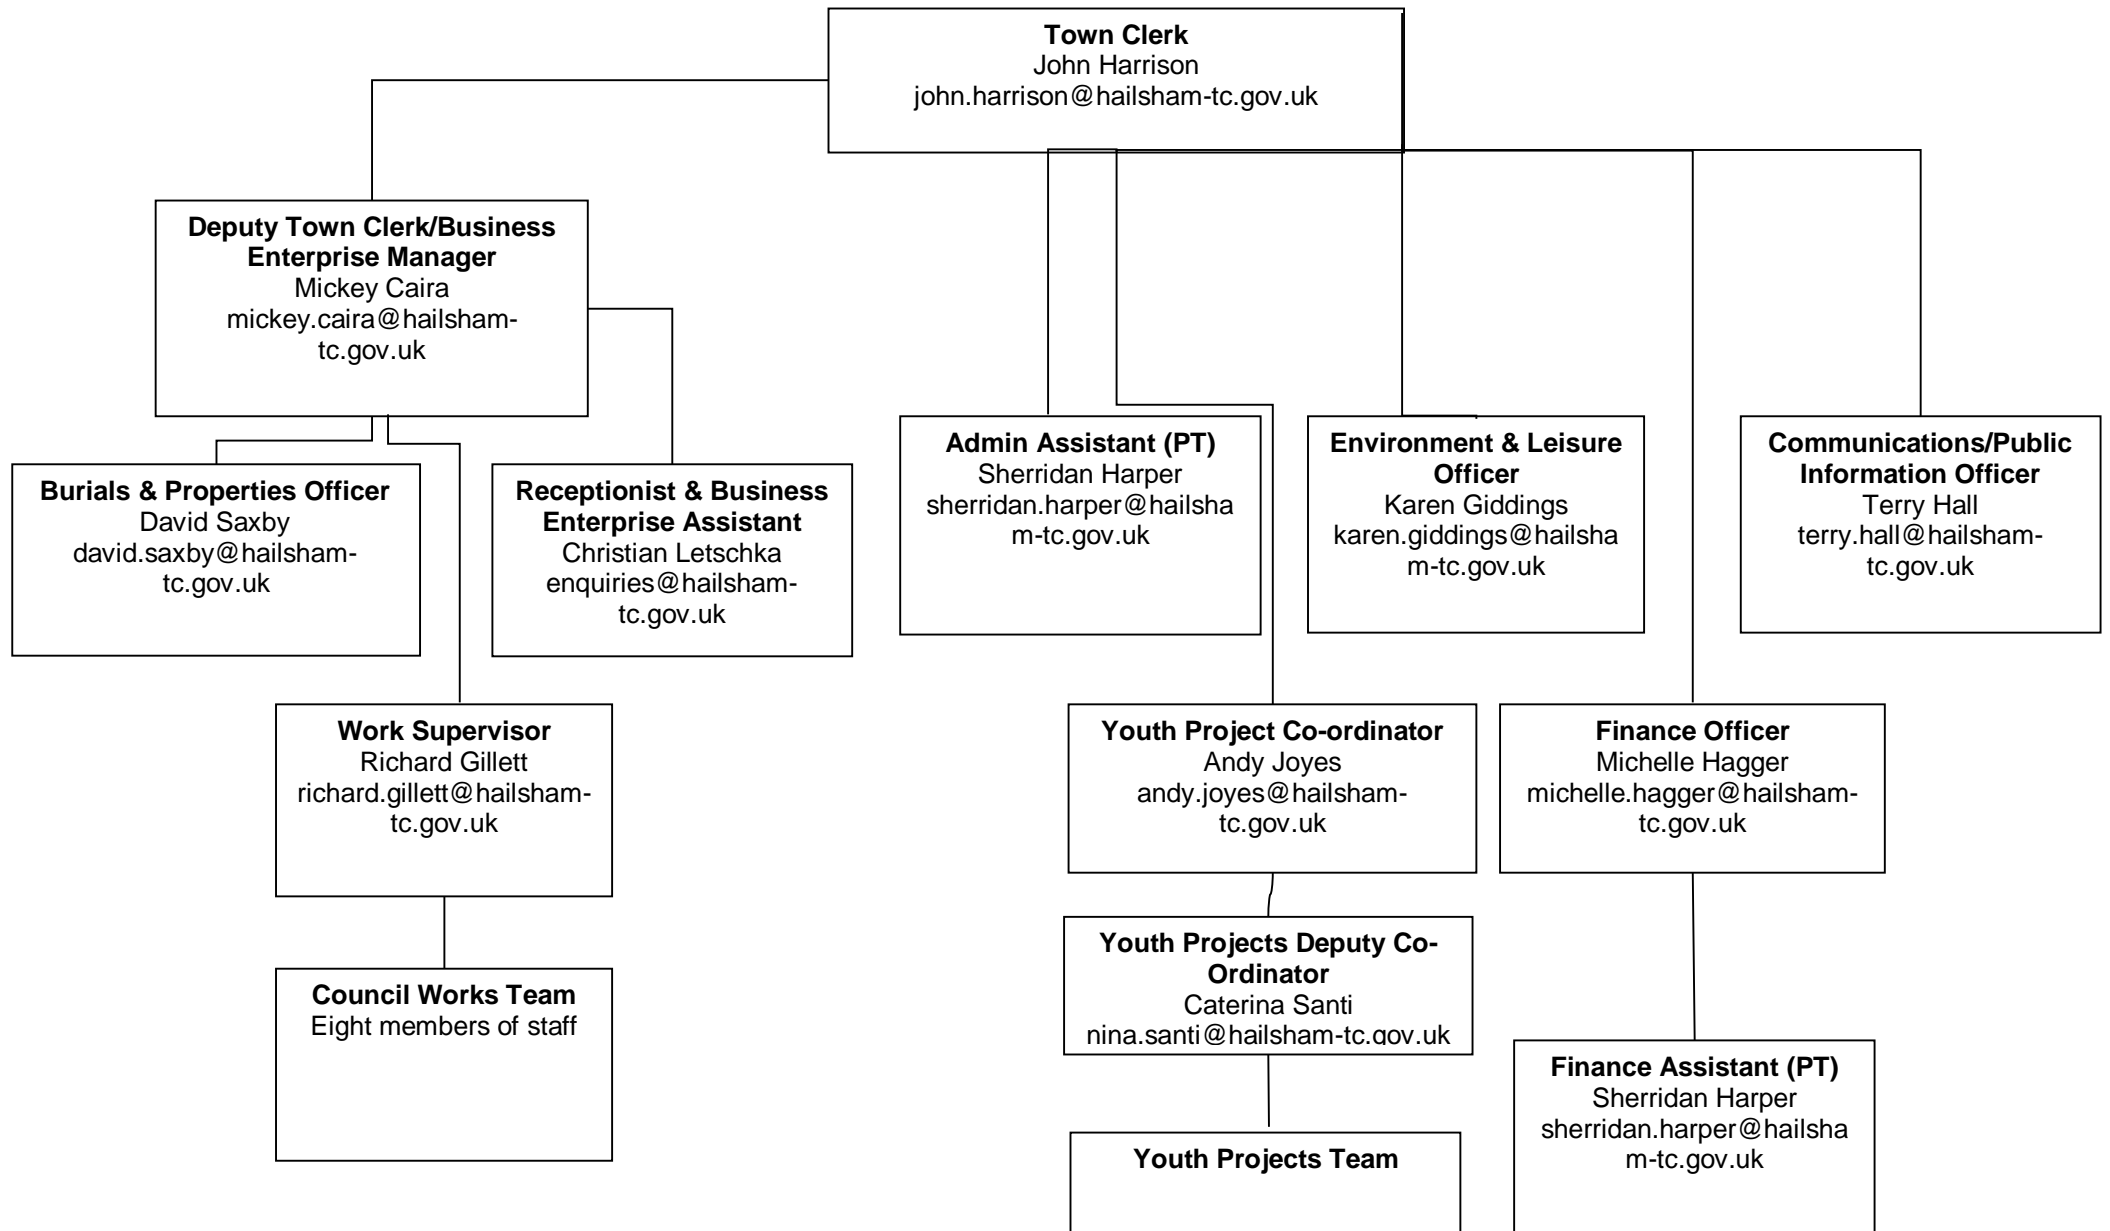 Town Clerk
John Harrison
john.harrison@hailsham-tc.gov.uk
Deputy Town Clerk/Business
Enterprise Manager
Mickey Caira
mickey.caira@hailsham-
tc.gov.uk
Burials & Properties Officer
David Saxby
david.saxby@hailsham-
tc.gov.uk
Receptionist & Business
Enterprise Assistant
Christian Letschka
enquiries@hailsham-
tc.gov.uk
Admin Assistant (PT)
Sherridan Harper
sherridan.harper@hailsha
m-tc.gov.uk
Environment & Leisure
Officer
Karen Giddings
karen.giddings@hailsha
m-tc.gov.uk
Communications/Public
Information Officer
Terry Hall
terry.hall@hailsham-
tc.gov.uk
Work Supervisor
Richard Gillett
richard.gillett@hailsham-
tc.gov.uk
Youth Project Co-ordinator
Andy Joyes
andy.joyes@hailsham-
tc.gov.uk
Finance Officer
Michelle Hagger
michelle.hagger@hailsham-
tc.gov.uk
Youth Projects Deputy Co-
Ordinator
Caterina Santi
nina.santi@hailsham-tc.gov.uk
Council Works Team
Eight members of staff
Finance Assistant (PT)
Sherridan Harper
sherridan.harper@hailsha
m-tc.gov.uk
Youth Projects Team